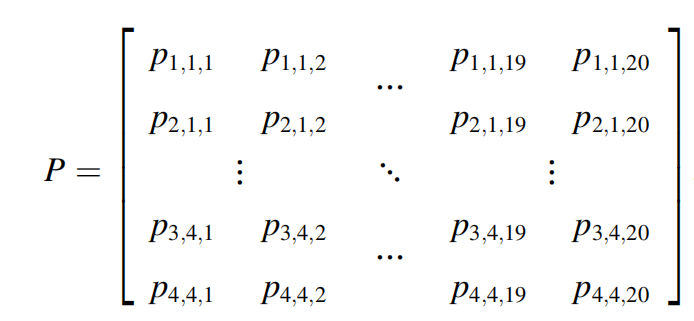 p1,1,1 p1,1,2 ... p1,1,19 p1,1,20
p2,1,1 p2,1,2 p2,1,19 p2,1,20
P = ⋮ ⋱ ⋮
p3,4,1 p3,4,2 ... p3,4,19 p3,4,20
p4,4,1 p4,4,2 p4,4,19 p4,4,20